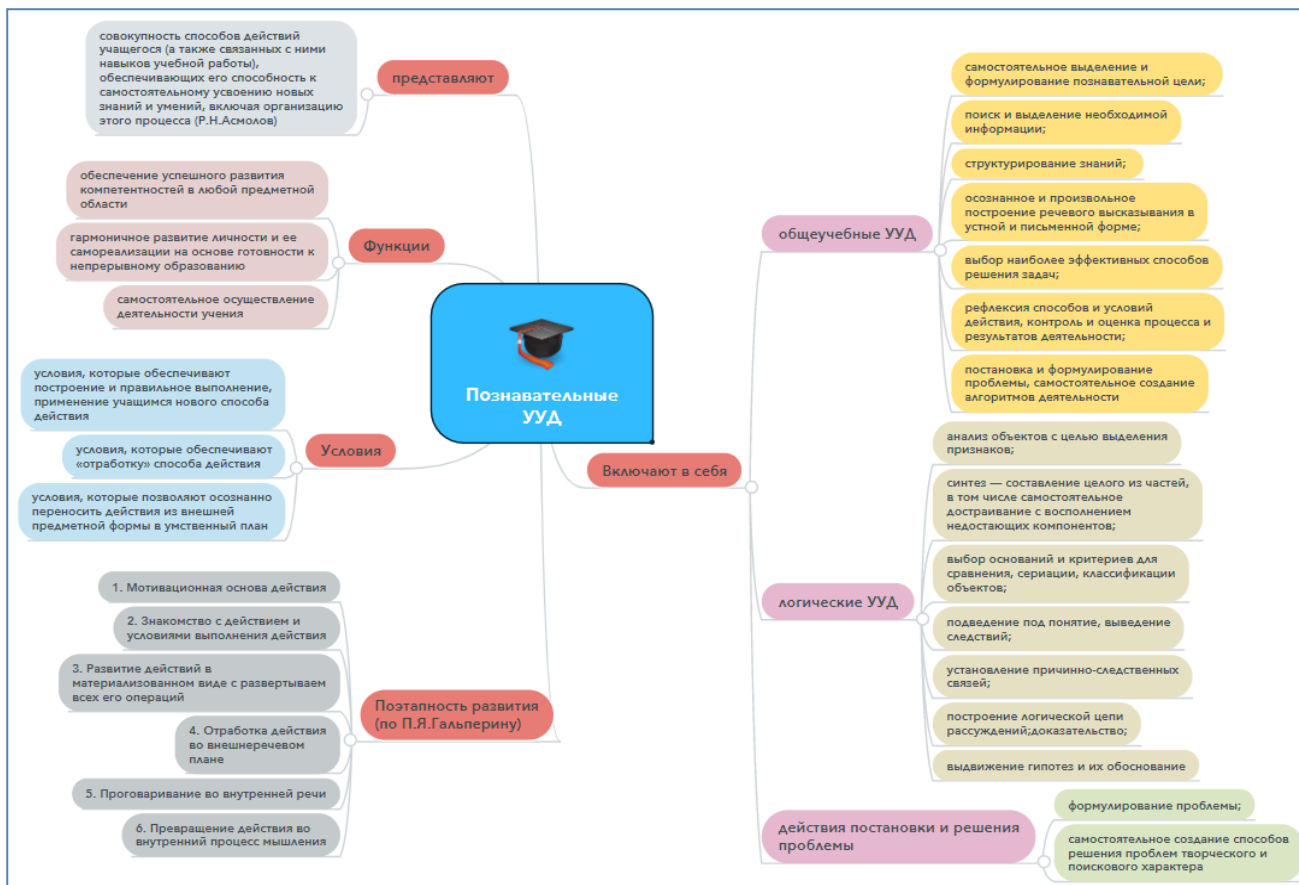 Познавательные
УУД
представляют
совокупность способов действий
учащегося (а также связанных с ними
навыков учебной работы),
обеспечивающих его способность к
самостоятельному усвоению новых
знаний и умений, включая организацию
этого процесса (Р.Н.Асмолов)
Функции
обеспечение успешного развития
компетентностей в любой предметной
области
гармоничное развитие личности и ее
самореализации на основе готовности к
непрерывному образованию
самостоятельное осуществление
деятельности учения
Условия
условия, которые обеспечивают
построение и правильное выполнение,
применение учащимся нового способа
действия
условия, которые обеспечивают
«отработку» способа действия
условия, которые позволяют осознанно
переносить действия из внешней
предметной формы в умственный план
Поэтапность развития
(по П.Я.Гальперину)
1. Мотивационная основа действия
2. Знакомство с действием и
условиями выполнения действия
3. Развитие действий в
материализованном виде с развертываем
всех его операций
4. Отработка действия
во внешнеречевом
плане
5. Проговаривание во внутренней речи
6. Превращение действия во
внутренний процесс мышления
Включают в себя
общеучебные УУД
самостоятельное выделение и
формулирование познавательной цели;
поиск и выделение необходимой
информации;
структурирование знаний;
осознанное и произвольное
построение речевого высказывания в
устной и письменной форме;
выбор наиболее эффективных способов
решения задач;
рефлексия способов и условий
действия, контроль и оценка процесса и
результатов деятельности;
постановка и формулирование
проблемы, самостоятельное создание
алгоритмов деятельности
логические УУД
анализ объектов с целью выделения
признаков;
синтез — составление целого из частей,
в том числе самостоятельное
достраивание с восполнением
недостающих компонентов;
выбор оснований и критериев для
сравнения, сериации, классификации
объектов;
подведение под понятие, выведение
следствий;
установление причинно-следственных
связей;
построение логической цепи
рассуждений;доказательство;
выдвижение гипотез и их обоснование
действия постановки и решения
проблемы
формулирование проблемы;
самостоятельное создание способов
решения проблем творческого и
поискового характера